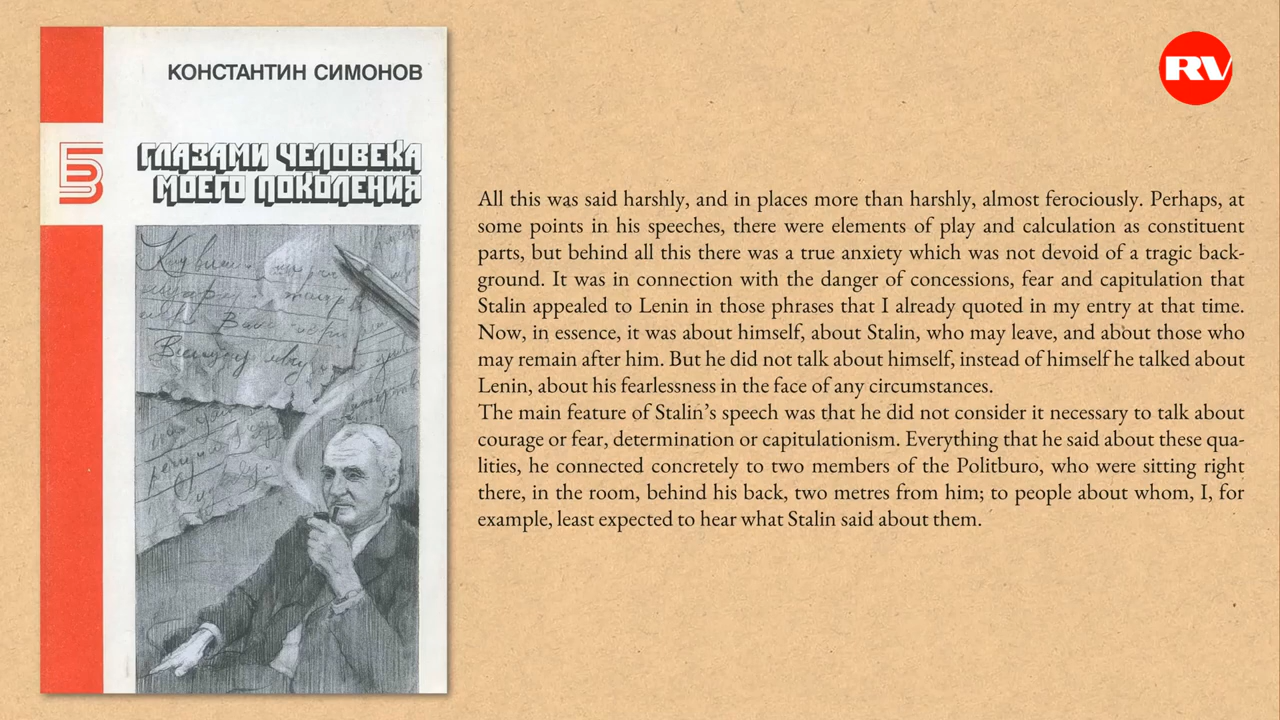 КОНСТАНТИН СИМОНОВ
ГЛАЗАМИ ЧЕЛОВЕКА
МОЕГО ПОКОЛЕНИЯ
RV
All this was said harshly, and in places more than harshly, almost ferociously. Perhaps, at
some points in his speeches, there were elements of play and calculation as constituent
parts, but behind all this there was a true anxiety which was not devoid of a tragic back-
ground. It was in connection with the danger of concessions, fear and capitulation that
Stalin appealed to Lenin in those phrases that I already quoted in my entry at that time.
Now, in essence, it was about himself, about Stalin, who may leave, and about those who
may remain after him. But he did not talk about himself, instead of himself he talked about
Lenin, about his fearlessness in the face of any circumstances.
The main feature of Stalin’s speech was that he did not consider it necessary to talk about
courage or fear, determination or capitulationism. Everything that he said about these qua-
lities, he connected concretely to two members of the Politburo, who were sitting right
there, in the room, behind his back, two metres from him; to people about whom, I, for
example, least expected to hear what Stalin said about them.